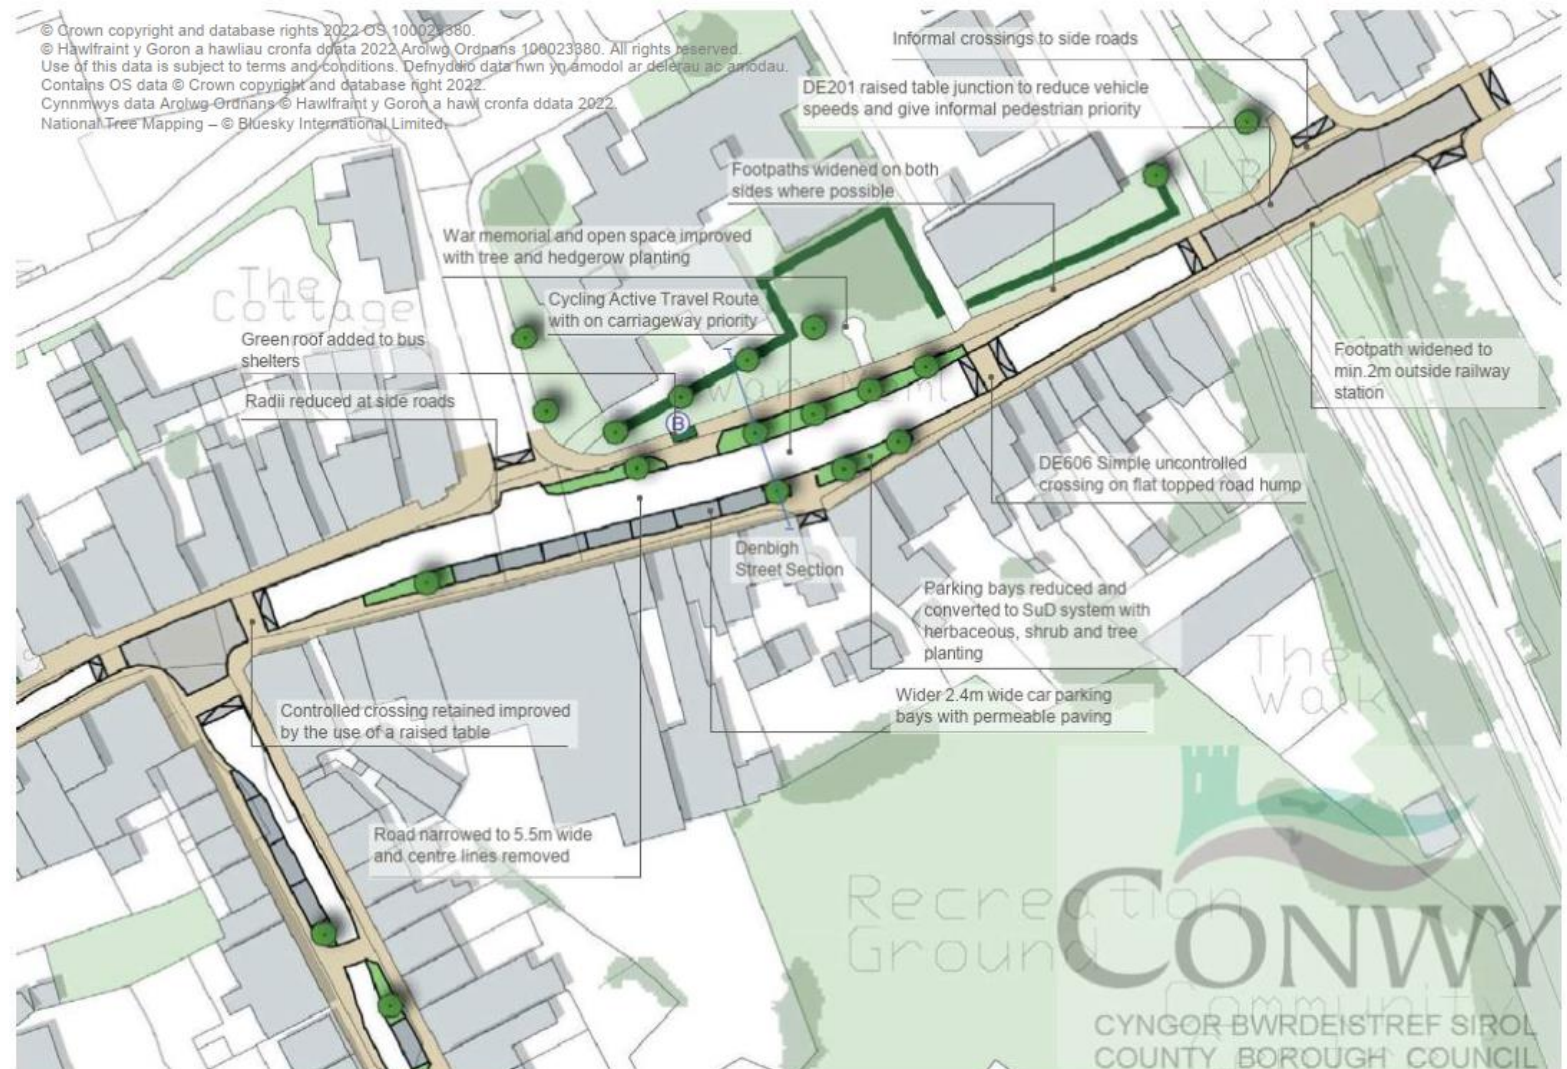 © Crown copyright and database rights 2022 OS 100023380.
© Hawlfraint y Goron a hawliau cronfa ddata 2022 Arolwg Ordnans 100023380. All rights reserved.
Use of this data is subject to terms and conditions. Defnyddio data hwn yn amodol ar delerau ac amodau.
Contains OS data © Crown copyright and database right 2022.
Cynnmwys data Arolwg Ordnans © Hawlfraint y Goron a hawl cronfa ddata 2022
National Tree Mapping – © Bluesky International Limited.
Informal crossings to side roads
DE201 raised table junction to reduce vehicle
speeds and give informal pedestrian priority
Footpaths widened on both
sides where possible
LB
War memorial and open space improved
with tree and hedgerow planting
The
Cottage
Cycling Active Travel Route
with on carriageway priority
Green roof added to bus
shelters
Radii reduced at side roads
B
Footpath widened to
min.2m outside railway
station
DE606 Simple uncontrolled
crossing on flat topped road hump
Denbigh
Street Section
Parking bays reduced and
converted to SuD system with
herbaceous, shrub and tree
planting
The
Walk
Wider 2.4m wide car parking
bays with permeable paving
Controlled crossing retained improved
by the use of a raised table
Road narrowed to 5.5m wide
and centre lines removed
Recreation
Ground
CONWY
Community
CYNGOR BWRDEISTREF SIROL
COUNTY BOROUGH COUNCIL